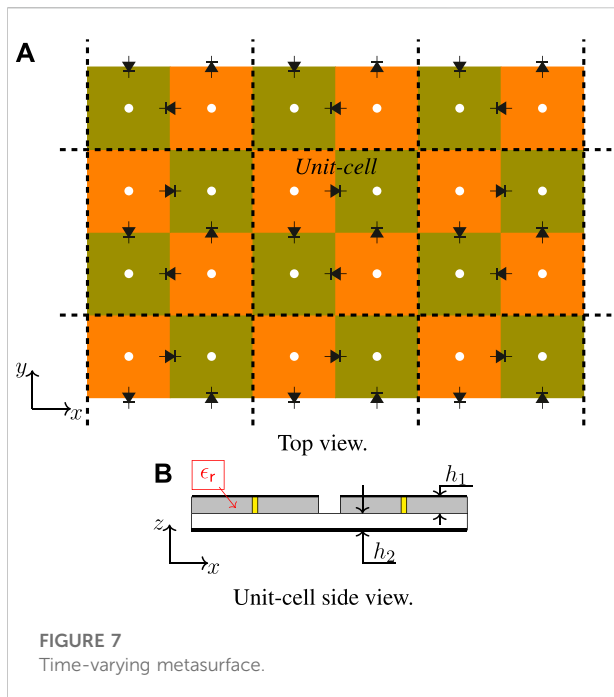 A
Unit-cell
y
x
Top view.
B
ϵr
h1
z
x
h2
Unit-cell side view.
FIGURE 7
Time-varying metasurface.